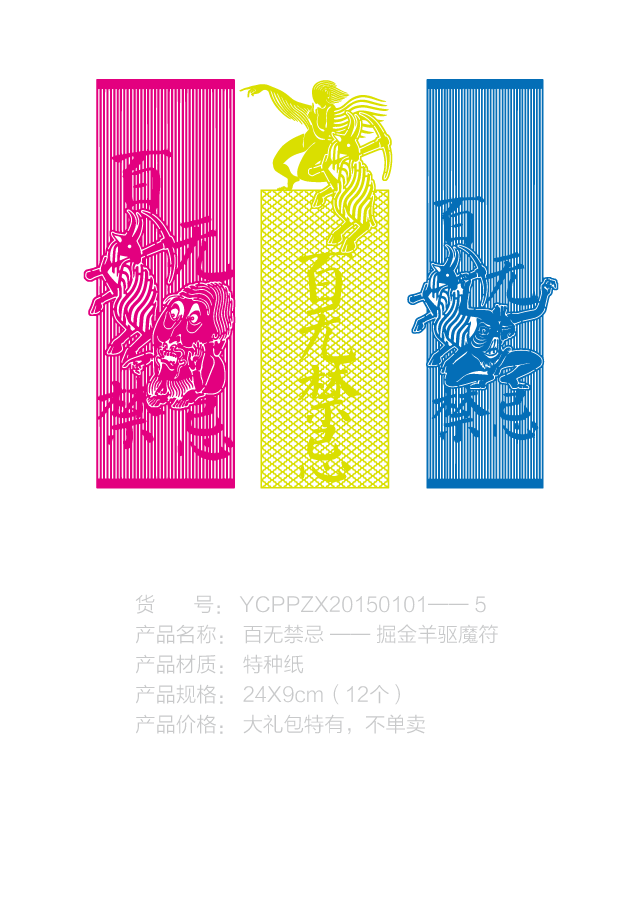 百无禁忌
百无禁忌
百无禁忌
货 号： YCPPZX20150101—— 5
产品名称： 百无禁忌 —— 掘金羊驱魔符
产品材质： 特种纸
产品规格： 24X9cm（12个）
产品价格： 大礼包特有，不单卖